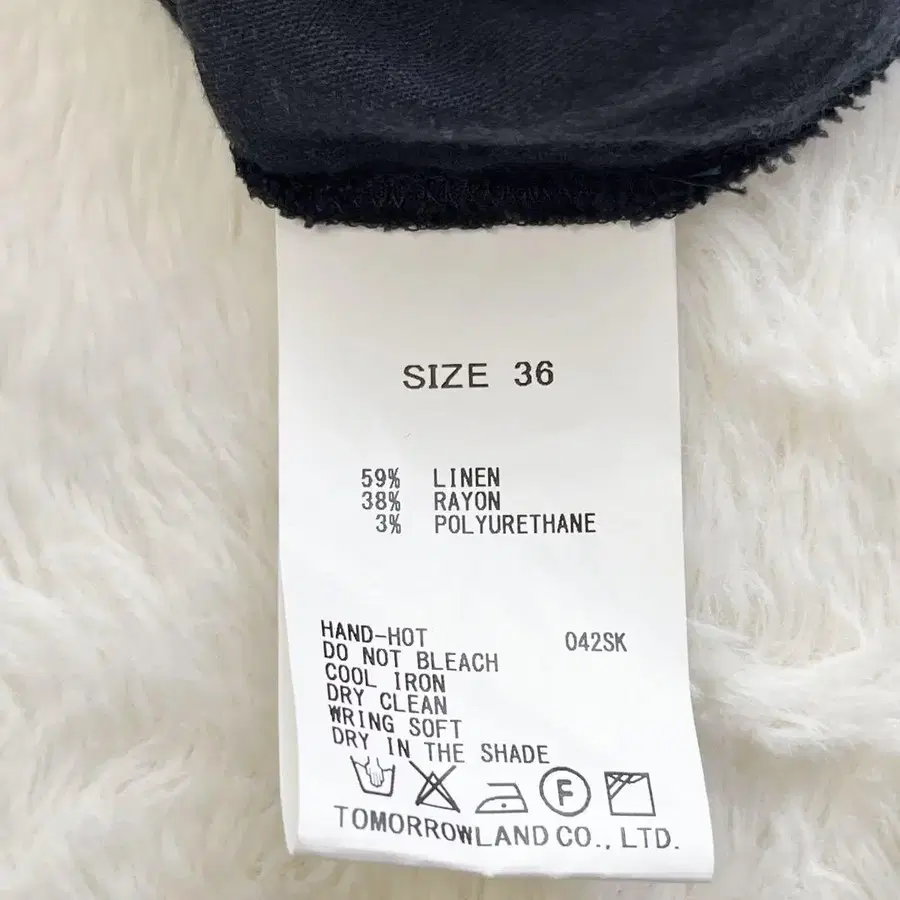 SIZE 36
59% LINEN
38% RAYON
3% POLYURETHANE
HAND-HOT 042SK
DO NOT BLEACH
COOL IRON
DRY CLEAN
WRING SOFT
DRY IN THE SHADE
F
TOMORROWLAND CO., LTD.